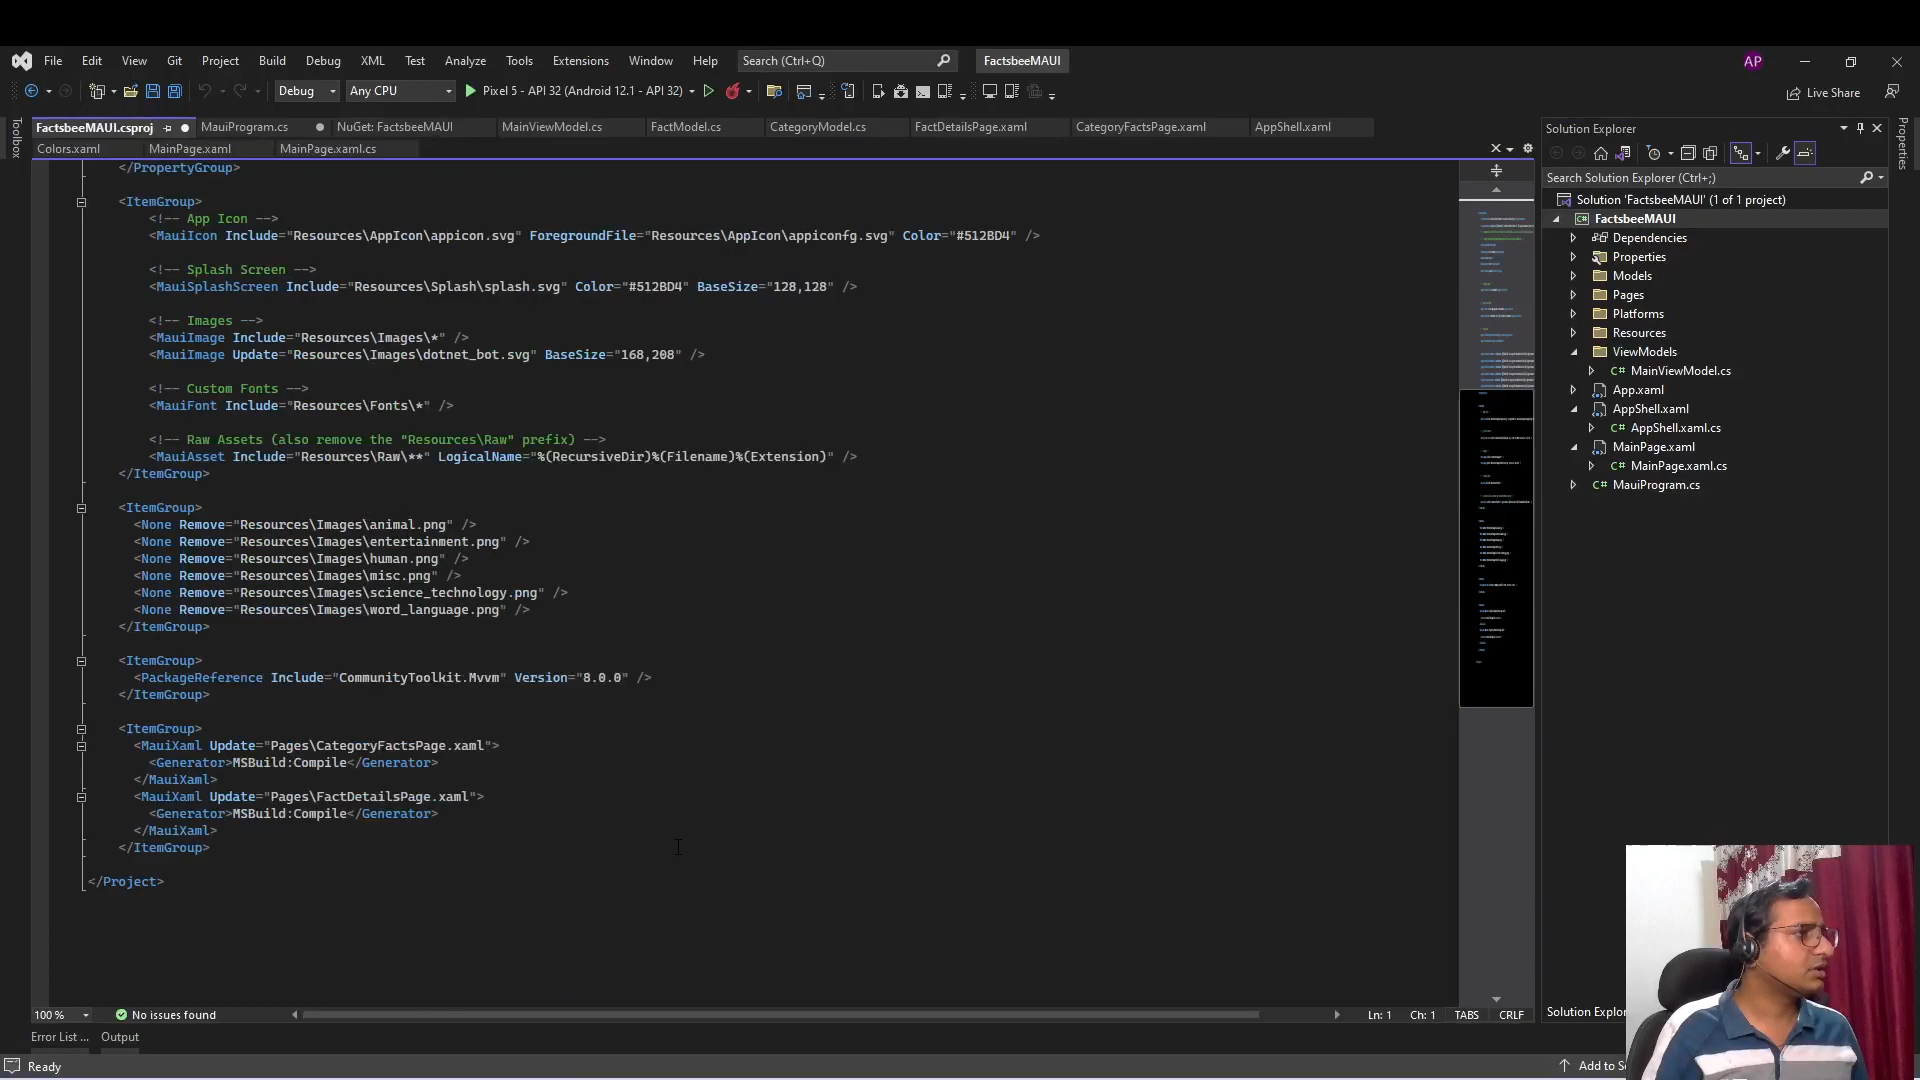 File Edit View Git Project Build Debug XML Test Tools Analyze Extensions Window Help Search (Ctrl+Q) FactsbeeMAUI AP
Debug Any CPU Pixel 5 - API 32 (Android 12.1 - API 32) Live Share
FactsbeeMAUI.csproj MauiProgram.cs NuGet: FactsbeeMAUI MainViewModel.cs FactModel.cs CategoryModel.cs FactDetailsPage.xaml CategoryFactsPage.xaml AppShell.xaml
Colors.xaml MainPage.xaml MainPage.xaml.cs
Toolbox
</PropertyGroup>
<ItemGroup>
<!-- App Icon -->
<MauiIcon Include="Resources\AppIcon\appicon.svg" ForegroundFile="Resources\AppIcon\appiconfg.svg" Color="#512BD4" />
<!-- Splash Screen -->
<MauiSplashScreen Include="Resources\Splash\splash.svg" Color="#512BD4" BaseSize="128,128" />
<!-- Images -->
<MauiImage Include="Resources\Images\*" />
<MauiImage Update="Resources\Images\dotnet_bot.svg" BaseSize="168,208" />
<!-- Custom Fonts -->
<MauiFont Include="Resources\Fonts\*" />
<!-- Raw Assets (also remove the "Resources\Raw" prefix) -->
<MauiAsset Include="Resources\Raw\**" LogicalName="%(RecursiveDir)%(Filename)%(Extension)" />
</ItemGroup>
<ItemGroup>
<None Remove="Resources\Images\animal.png" />
<None Remove="Resources\Images\entertainment.png" />
<None Remove="Resources\Images\human.png" />
<None Remove="Resources\Images\misc.png" />
<None Remove="Resources\Images\science_technology.png" />
<None Remove="Resources\Images\word_language.png" />
</ItemGroup>
<ItemGroup>
<PackageReference Include="CommunityToolkit.Mvvm" Version="8.0.0" />
</ItemGroup>
<ItemGroup>
<MauiXaml Update="Pages\CategoryFactsPage.xaml">
<Generator>MSBuild:Compile</Generator>
</MauiXaml>
<MauiXaml Update="Pages\FactDetailsPage.xaml">
<Generator>MSBuild:Compile</Generator>
</MauiXaml>
</ItemGroup>
</Project>
Solution Explorer
Search Solution Explorer (Ctrl+;)
Solution 'FactsbeeMAUI' (1 of 1 project)
C# FactsbeeMAUI
Dependencies
Properties
Models
Pages
Platforms
Resources
ViewModels
C# MainViewModel.cs
App.xaml
AppShell.xaml
C# AppShell.xaml.cs
MainPage.xaml
C# MainPage.xaml.cs
C# MauiProgram.cs
Properties
100 % No issues found Ln: 1 Ch: 1 TABS CRLF
Solution Explor
Error List ... Output
Ready Add to S